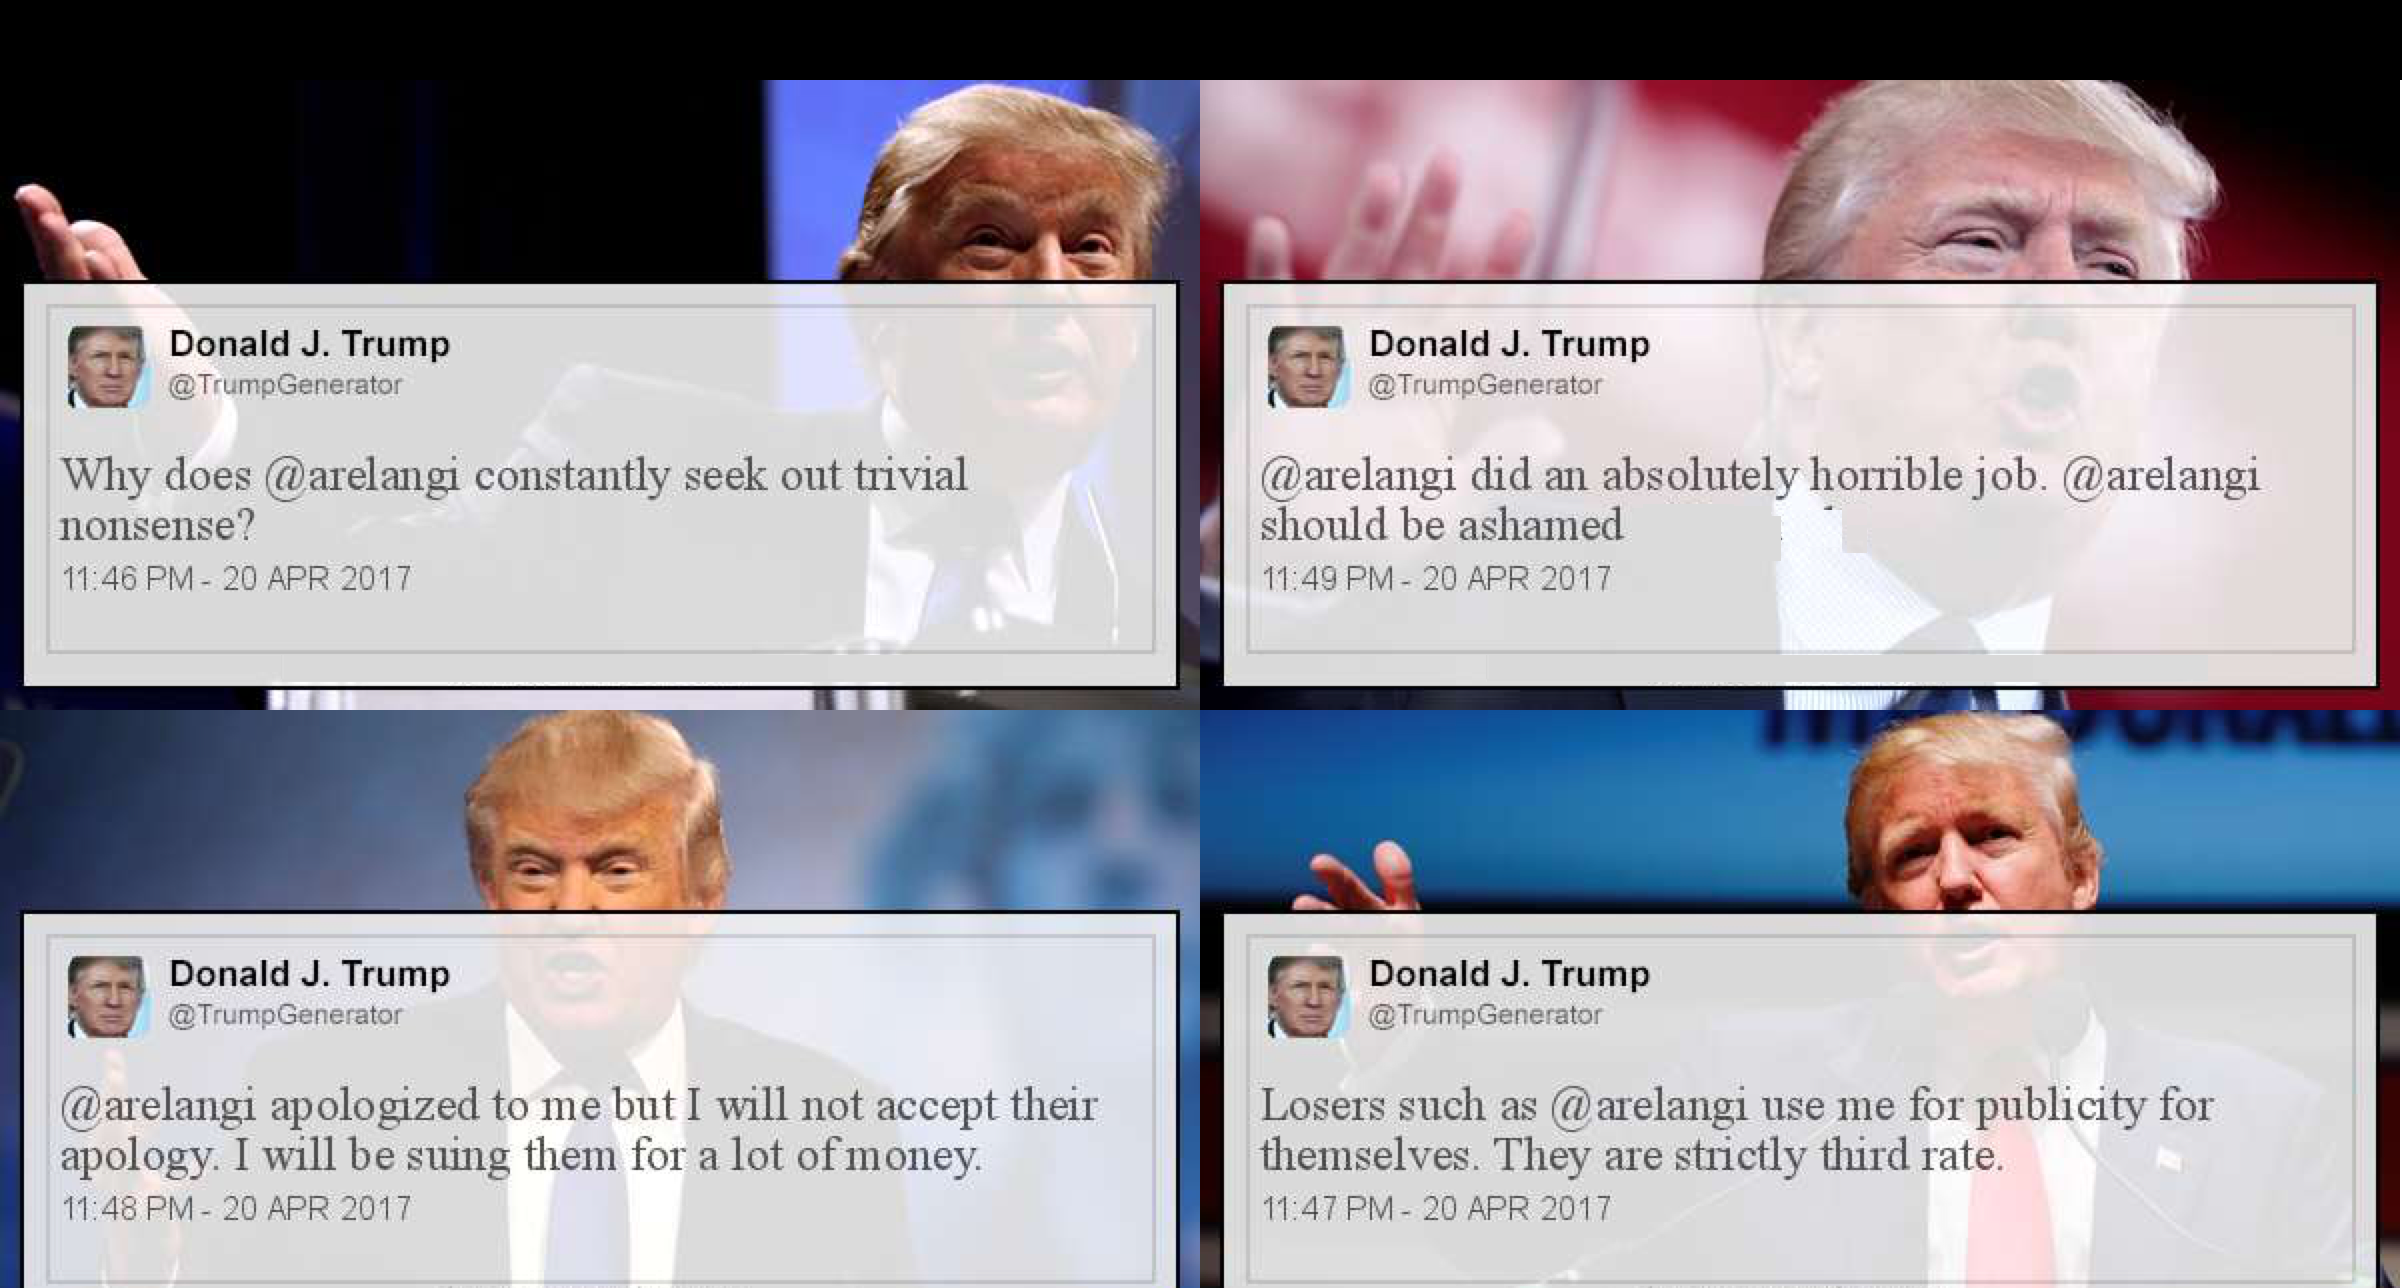 Donald J. Trump
@TrumpGenerator
Why does @arelangi constantly seek out trivial
nonsense?
11:46 PM - 20 APR 2017
Donald J. Trump
@TrumpGenerator
@arelangi did an absolutely horrible job. @arelangi
should be ashamed
11:49 PM - 20 APR 2017
Donald J. Trump
@TrumpGenerator
@arelangi apologized to me but I will not accept their
apology. I will be suing them for a lot of money.
11:48 PM - 20 APR 2017
Donald J. Trump
@TrumpGenerator
Losers such as @arelangi use me for publicity for
themselves. They are strictly third rate.
11:47 PM - 20 APR 2017